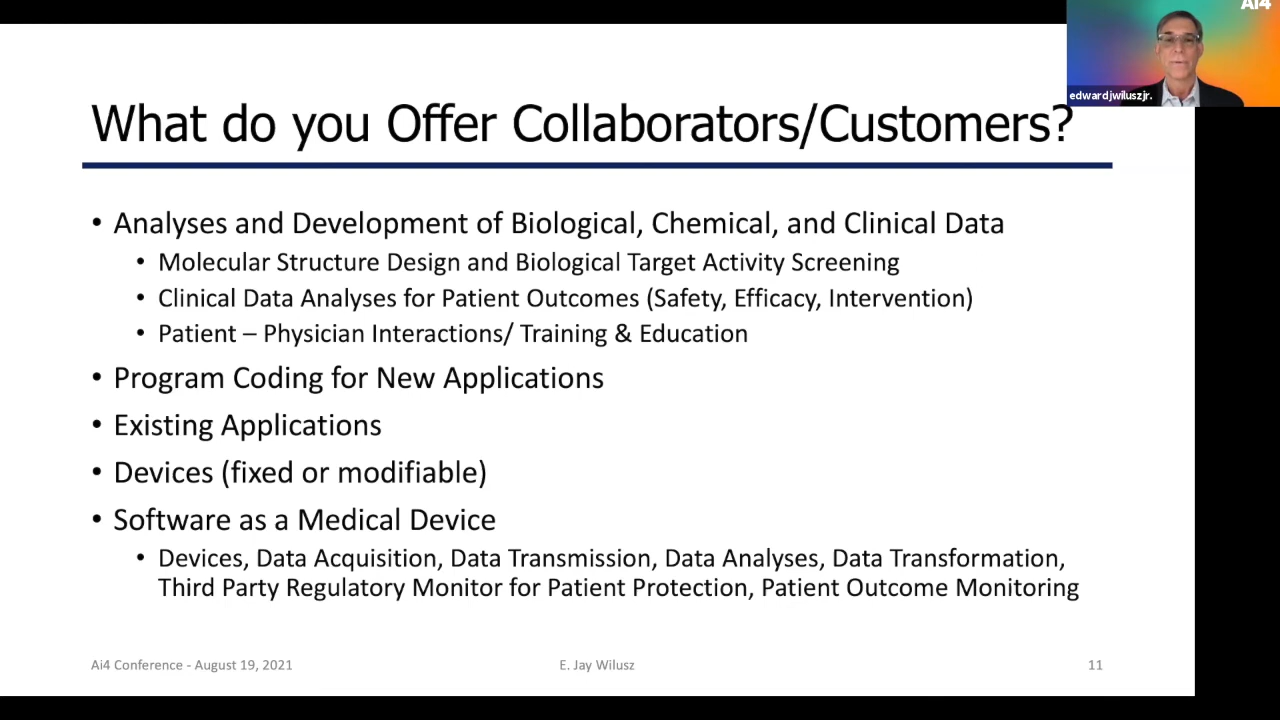 Ai4
edwardjwiluszjr.
What do you Offer Collaborators/Customers?
• Analyses and Development of Biological, Chemical, and Clinical Data
• Molecular Structure Design and Biological Target Activity Screening
• Clinical Data Analyses for Patient Outcomes (Safety, Efficacy, Intervention)
• Patient – Physician Interactions/ Training & Education
• Program Coding for New Applications
• Existing Applications
• Devices (fixed or modifiable)
• Software as a Medical Device
• Devices, Data Acquisition, Data Transmission, Data Analyses, Data Transformation,
Third Party Regulatory Monitor for Patient Protection, Patient Outcome Monitoring
Ai4 Conference - August 19, 2021
E. Jay Wilusz
11